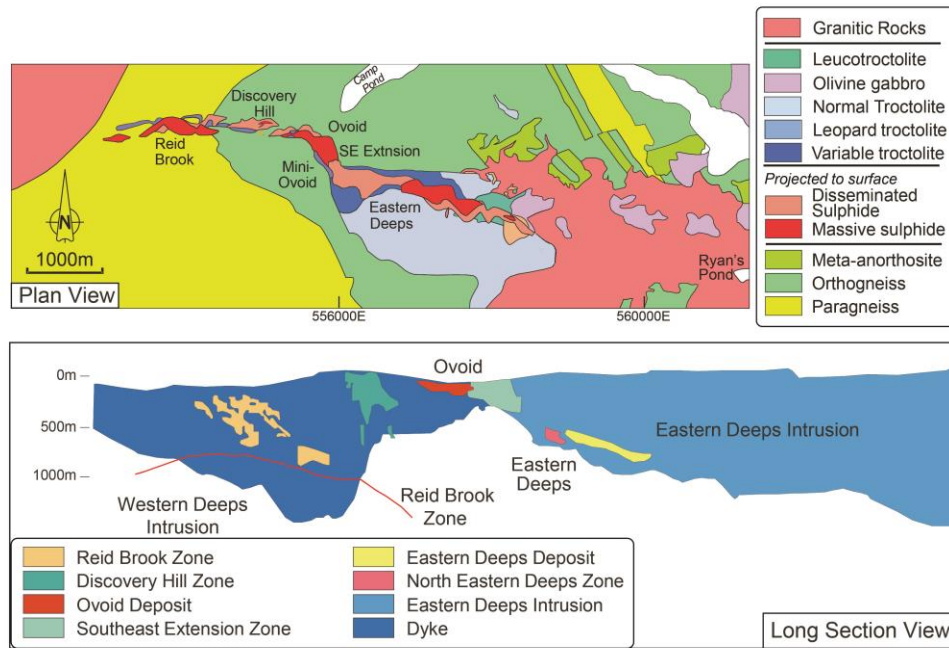 Granitic Rocks
Leucotroctolite
Olivine gabbro
Normal Troctolite
Leopard troctolite
Variable troctolite
Projected to surface
Disseminated
Sulphide
Massive sulphide
Meta-anorthosite
Orthogneiss
Paragneiss
Camp
Pond
Discovery
Hill
Ovoid
SE Extnsion
Reid
Brook
Mini-
Ovoid
Eastern
Deeps
N
1000m
Plan View
Ryan's
Pond
556000E
560000E
Ovoid
0m
500m
1000m
Eastern Deeps Intrusion
Eastern
Deeps
Western Deeps
Intrusion
Reid Brook
Zone
Reid Brook Zone
Discovery Hill Zone
Ovoid Deposit
Southeast Extension Zone
Eastern Deeps Deposit
North Eastern Deeps Zone
Eastern Deeps Intrusion
Dyke
Long Section View